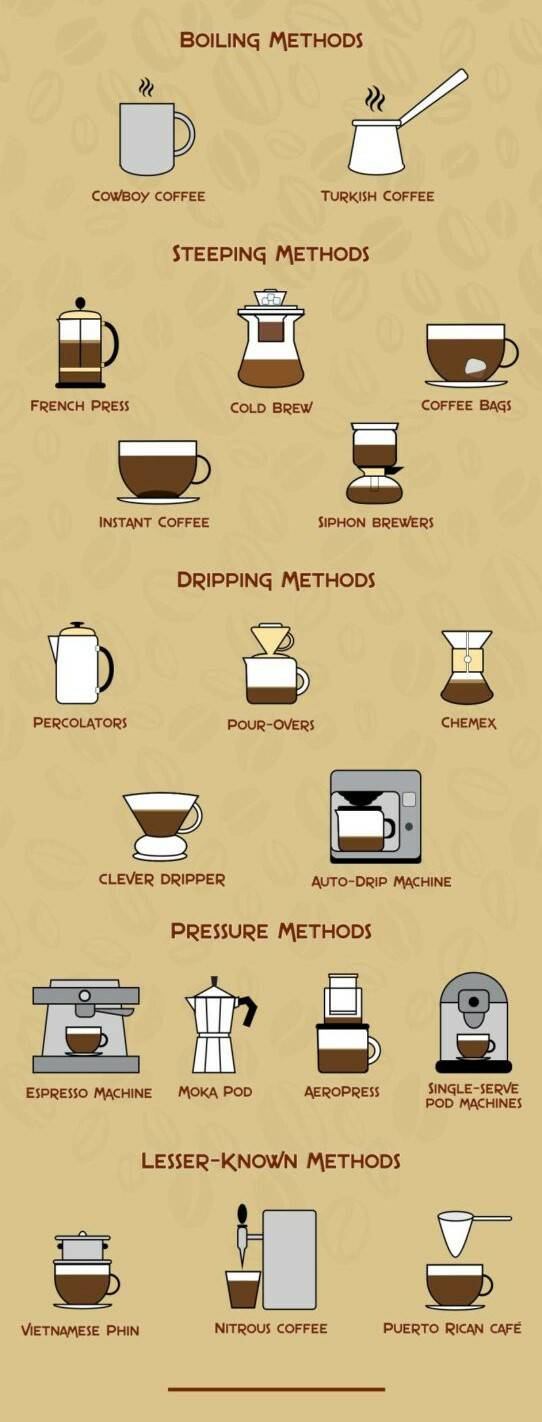 Boiling Methods
Cowboy coffee
Turkish Coffee
Steeping Methods
French Press
Cold Brew
Coffee Bags
Instant Coffee
Siphon brewers
Dripping Methods
Percolators
Pour-Overs
Chemex
Clever Dripper
Auto-Drip Machine
Pressure Methods
Espresso Machine
Moka Pod
AeroPress
Single-serve
pod machines
Lesser-Known Methods
Vietnamese Phin
Nitrous coffee
Puerto Rican café